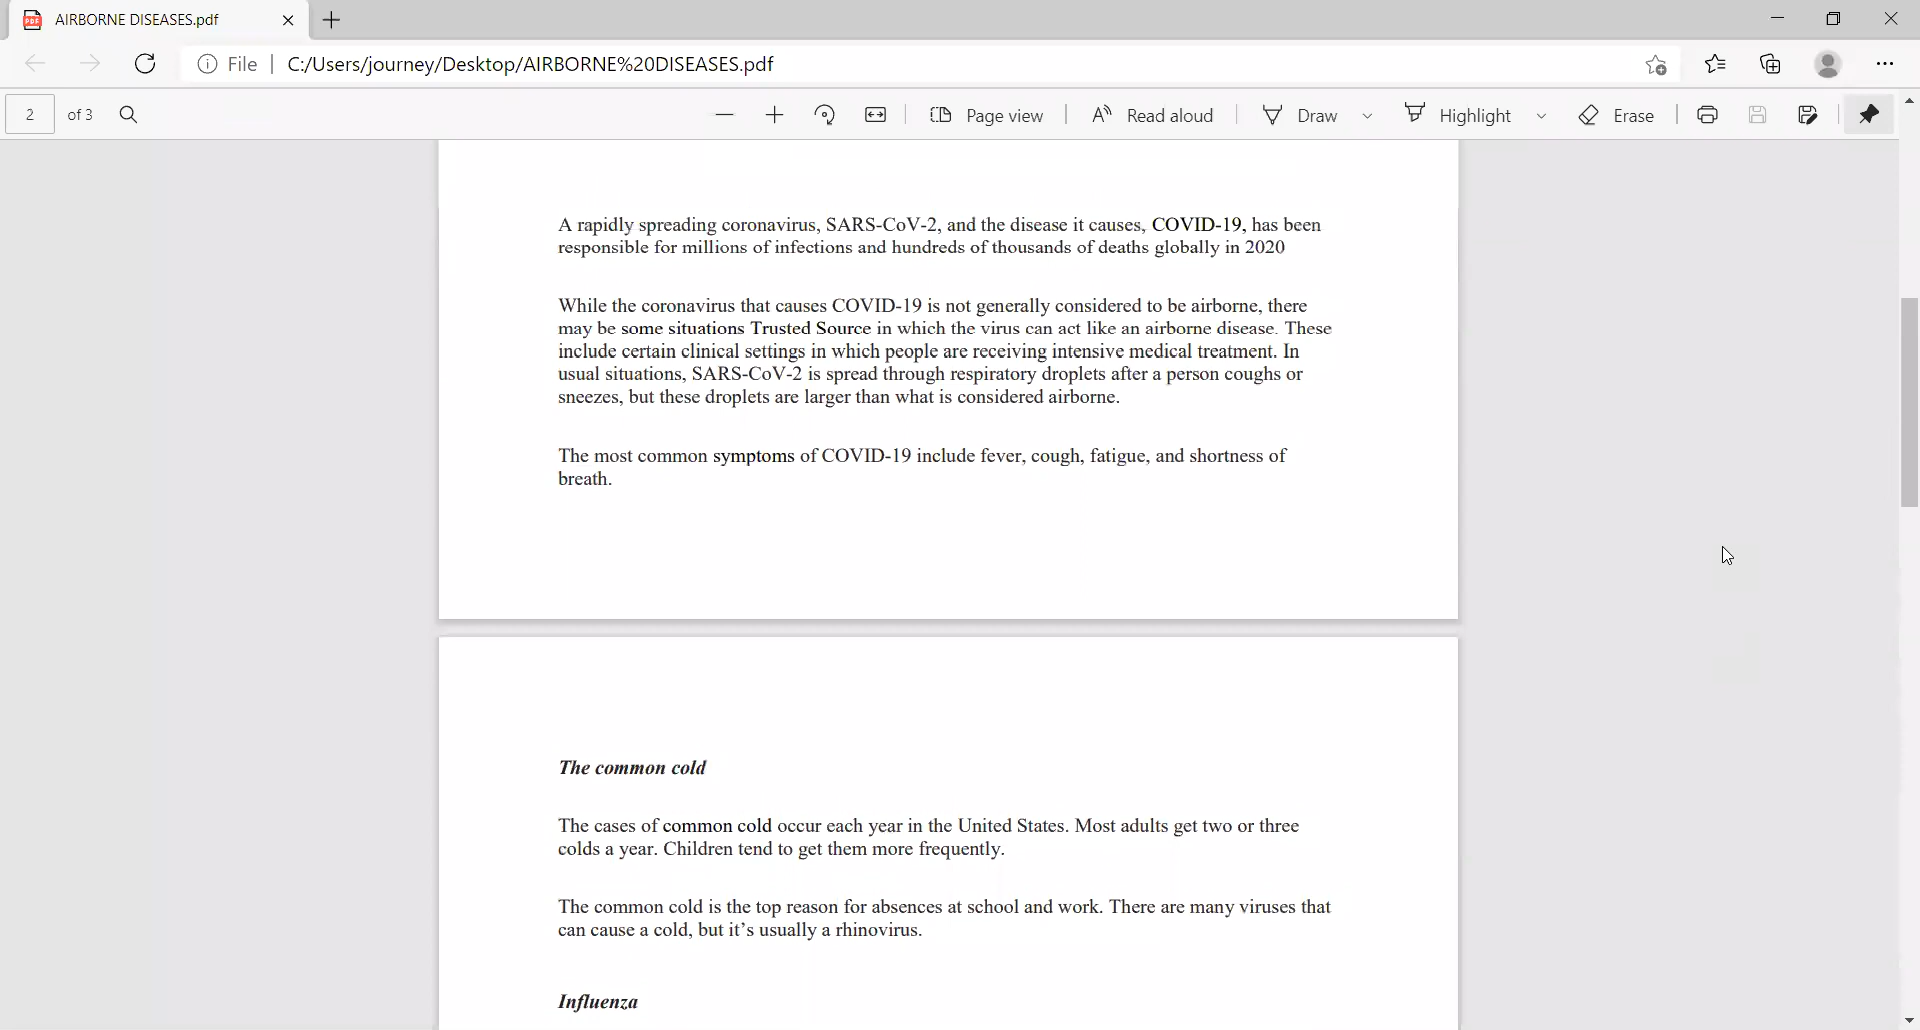 AIRBORNE DISEASES.pdf
File | C:/Users/journey/Desktop/AIRBORNE%20DISEASES.pdf
2 of 3 Page view Read aloud Draw Highlight Erase
A rapidly spreading coronavirus, SARS-CoV-2, and the disease it causes, COVID-19, has been
responsible for millions of infections and hundreds of thousands of deaths globally in 2020
While the coronavirus that causes COVID-19 is not generally considered to be airborne, there
may be some situations Trusted Source in which the virus can act like an airborne disease. These
include certain clinical settings in which people are receiving intensive medical treatment. In
usual situations, SARS-CoV-2 is spread through respiratory droplets after a person coughs or
sneezes, but these droplets are larger than what is considered airborne.
The most common symptoms of COVID-19 include fever, cough, fatigue, and shortness of
breath.
The common cold
The cases of common cold occur each year in the United States. Most adults get two or three
colds a year. Children tend to get them more frequently.
The common cold is the top reason for absences at school and work. There are many viruses that
can cause a cold, but it’s usually a rhinovirus.
Influenza